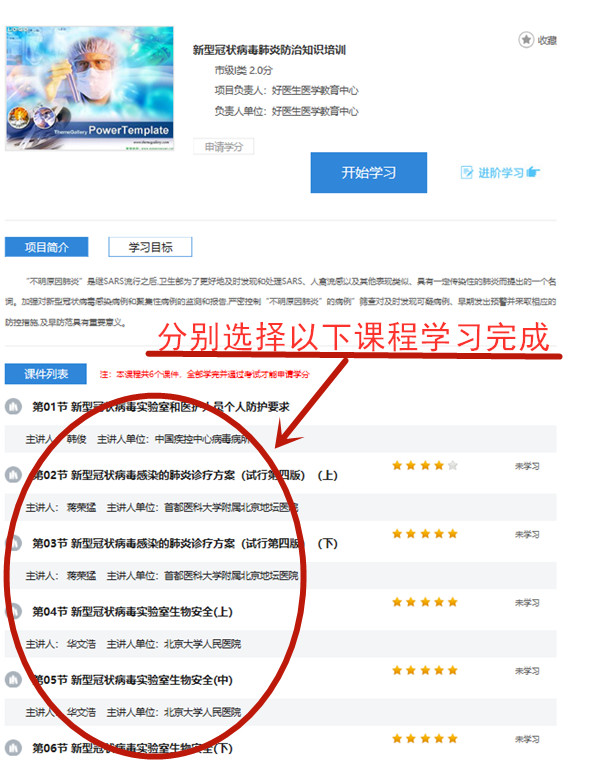 新型冠状病毒肺炎防治知识培训
收藏
市级I类 2.0分
项目负责人：好医生医学教育中心
负责人单位：好医生医学教育中心
ThemeGallery PowerTemplate
www.themegallery.com
申请学分
开始学习
进阶学习
项目简介
学习目标
“不明原因肺炎”是继SARS流行之后,卫生部为了更好地及时发现和处理SARS、人禽流感以及其他表现类似、具有一定传染性的肺炎而提出的一个名
词。加强对新型冠状病毒感染病例和聚集性病例的监测和报告,严密控制“不明原因肺炎”的病例”筛查对及时发现可疑病例、早期发出预警并采取相应的
防控措施,及早防范具有重要意义。
分别选择以下课程学习完成
课件列表
注：本课程共6个课件，全部学完并通过考试才能申请学分
第01节 新型冠状病毒实验室和医护人员个人防护要求
主讲人： 韩俊 主讲人单位：中国疾控中心病毒病所
第02节 新型冠状病毒感染的肺炎诊疗方案（试行第四版）（上）
未学习
主讲人： 蒋荣猛 主讲人单位：首都医科大学附属北京地坛医院
第03节 新型冠状病毒感染的肺炎诊疗方案（试行第四版）（下）
未学习
主讲人： 蒋荣猛 主讲人单位：首都医科大学附属北京地坛医院
第04节 新型冠状病毒实验室生物安全(上)
未学习
主讲人： 华文浩 主讲人单位：北京大学人民医院
第05节 新型冠状病毒实验室生物安全(中)
未学习
主讲人： 华文浩 主讲人单位：北京大学人民医院
第06节 新型冠状病毒实验室生物安全(下)
未学习